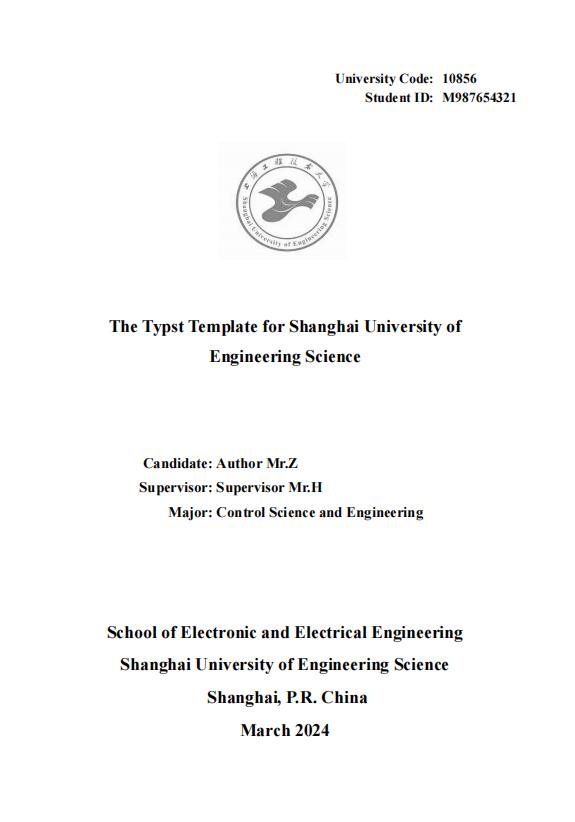 University Code: 10856
Student ID: M987654321
上海工程技术大学
Shanghai University of Engineering Science
The Typst Template for Shanghai University of
Engineering Science
Candidate: Author Mr.Z
Supervisor: Supervisor Mr.H
Major: Control Science and Engineering
School of Electronic and Electrical Engineering
Shanghai University of Engineering Science
Shanghai, P.R. China
March 2024